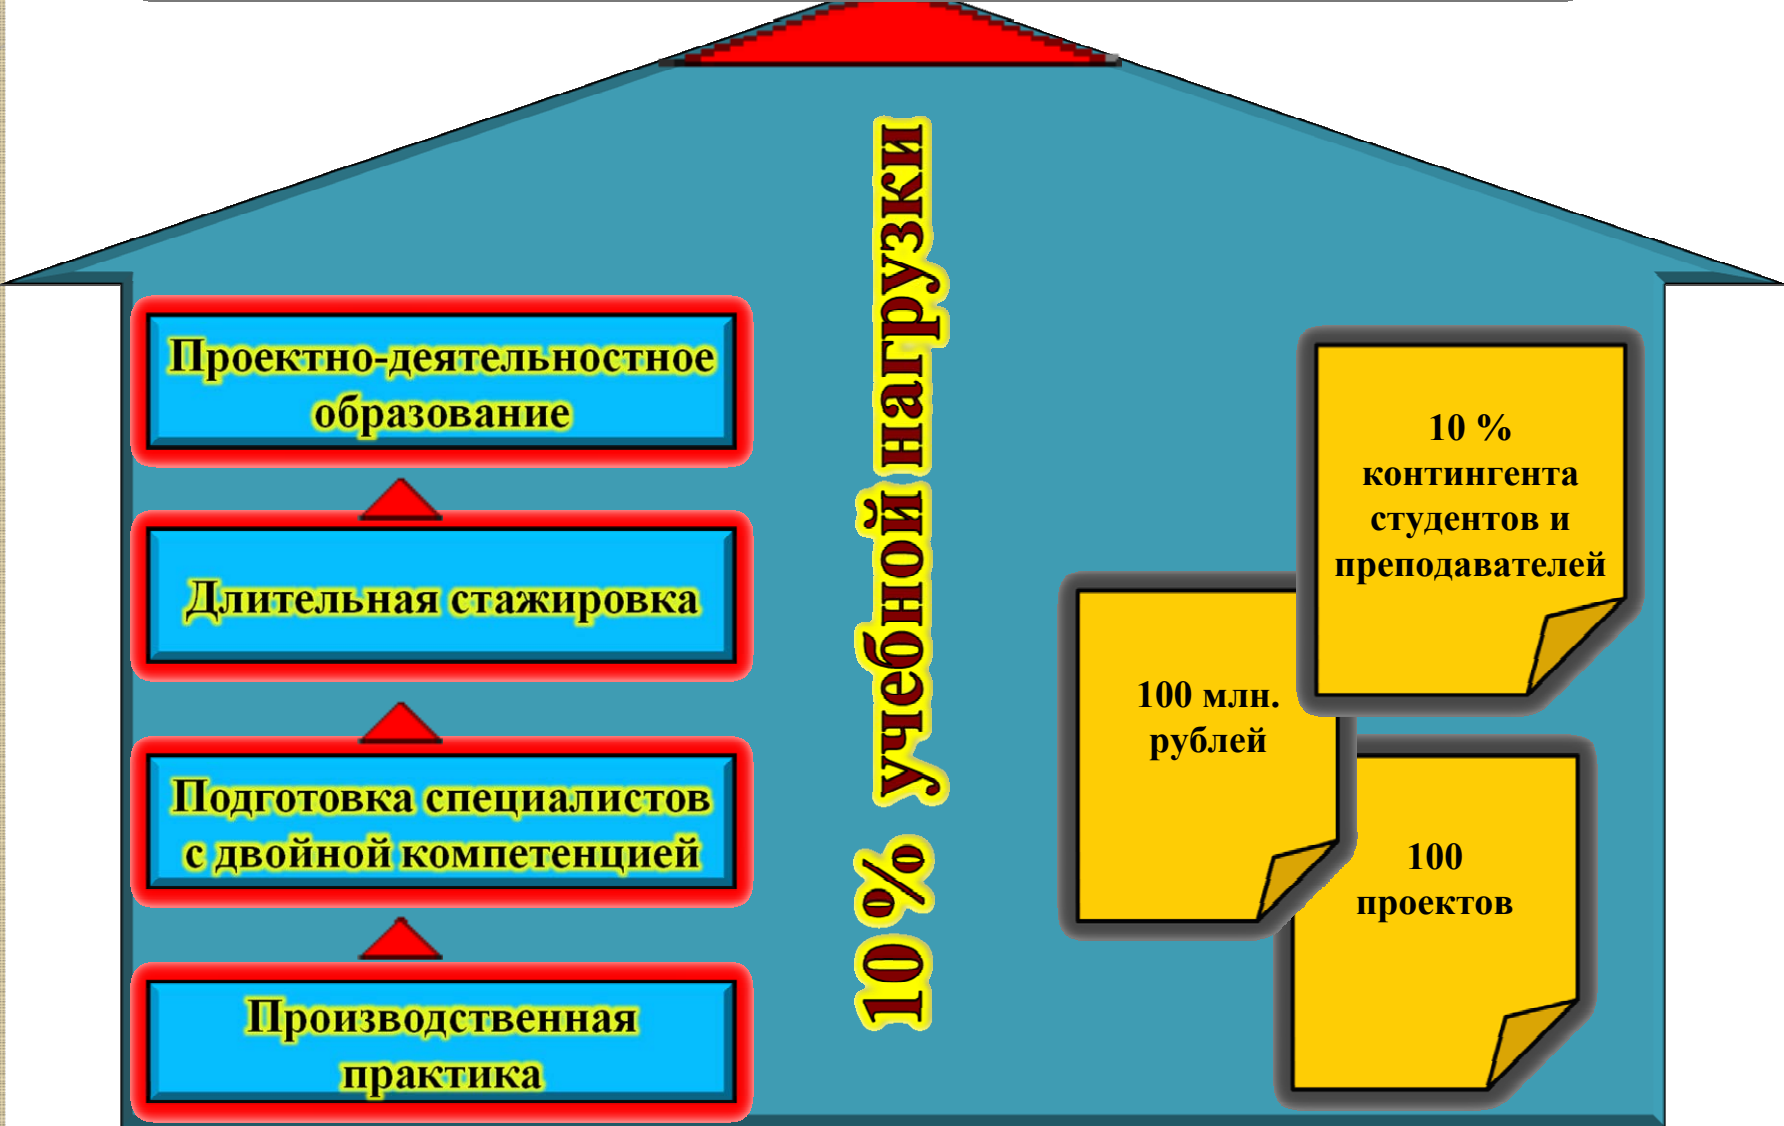 Проектно-деятельностное
образование
Длительная стажировка
Подготовка специалистов
с двойной компетенцией
Производственная
практика
10 % учебной нагрузки
10 %
контингента
студентов и
преподавателей
100 млн.
рублей
100
проектов